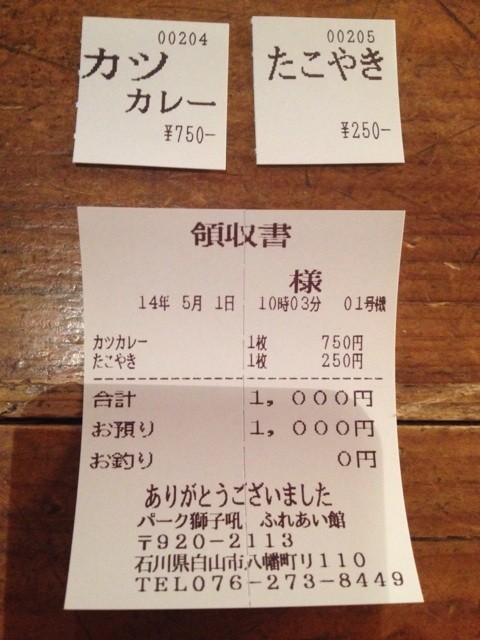 00204
カツ
カレー
¥750-
00205
たこやき
¥250-
領収書
様
14年 5月 1日 10時03分 01号機
カツカレー 1枚 750円
たこやき 1枚 250円
合計 1,000円
お預り 1,000円
お釣り 0円
ありがとうございました
パーク獅子吼 ふれあい館
〒920-2113
石川県白山市八幡町リ110
TEL076-273-8449